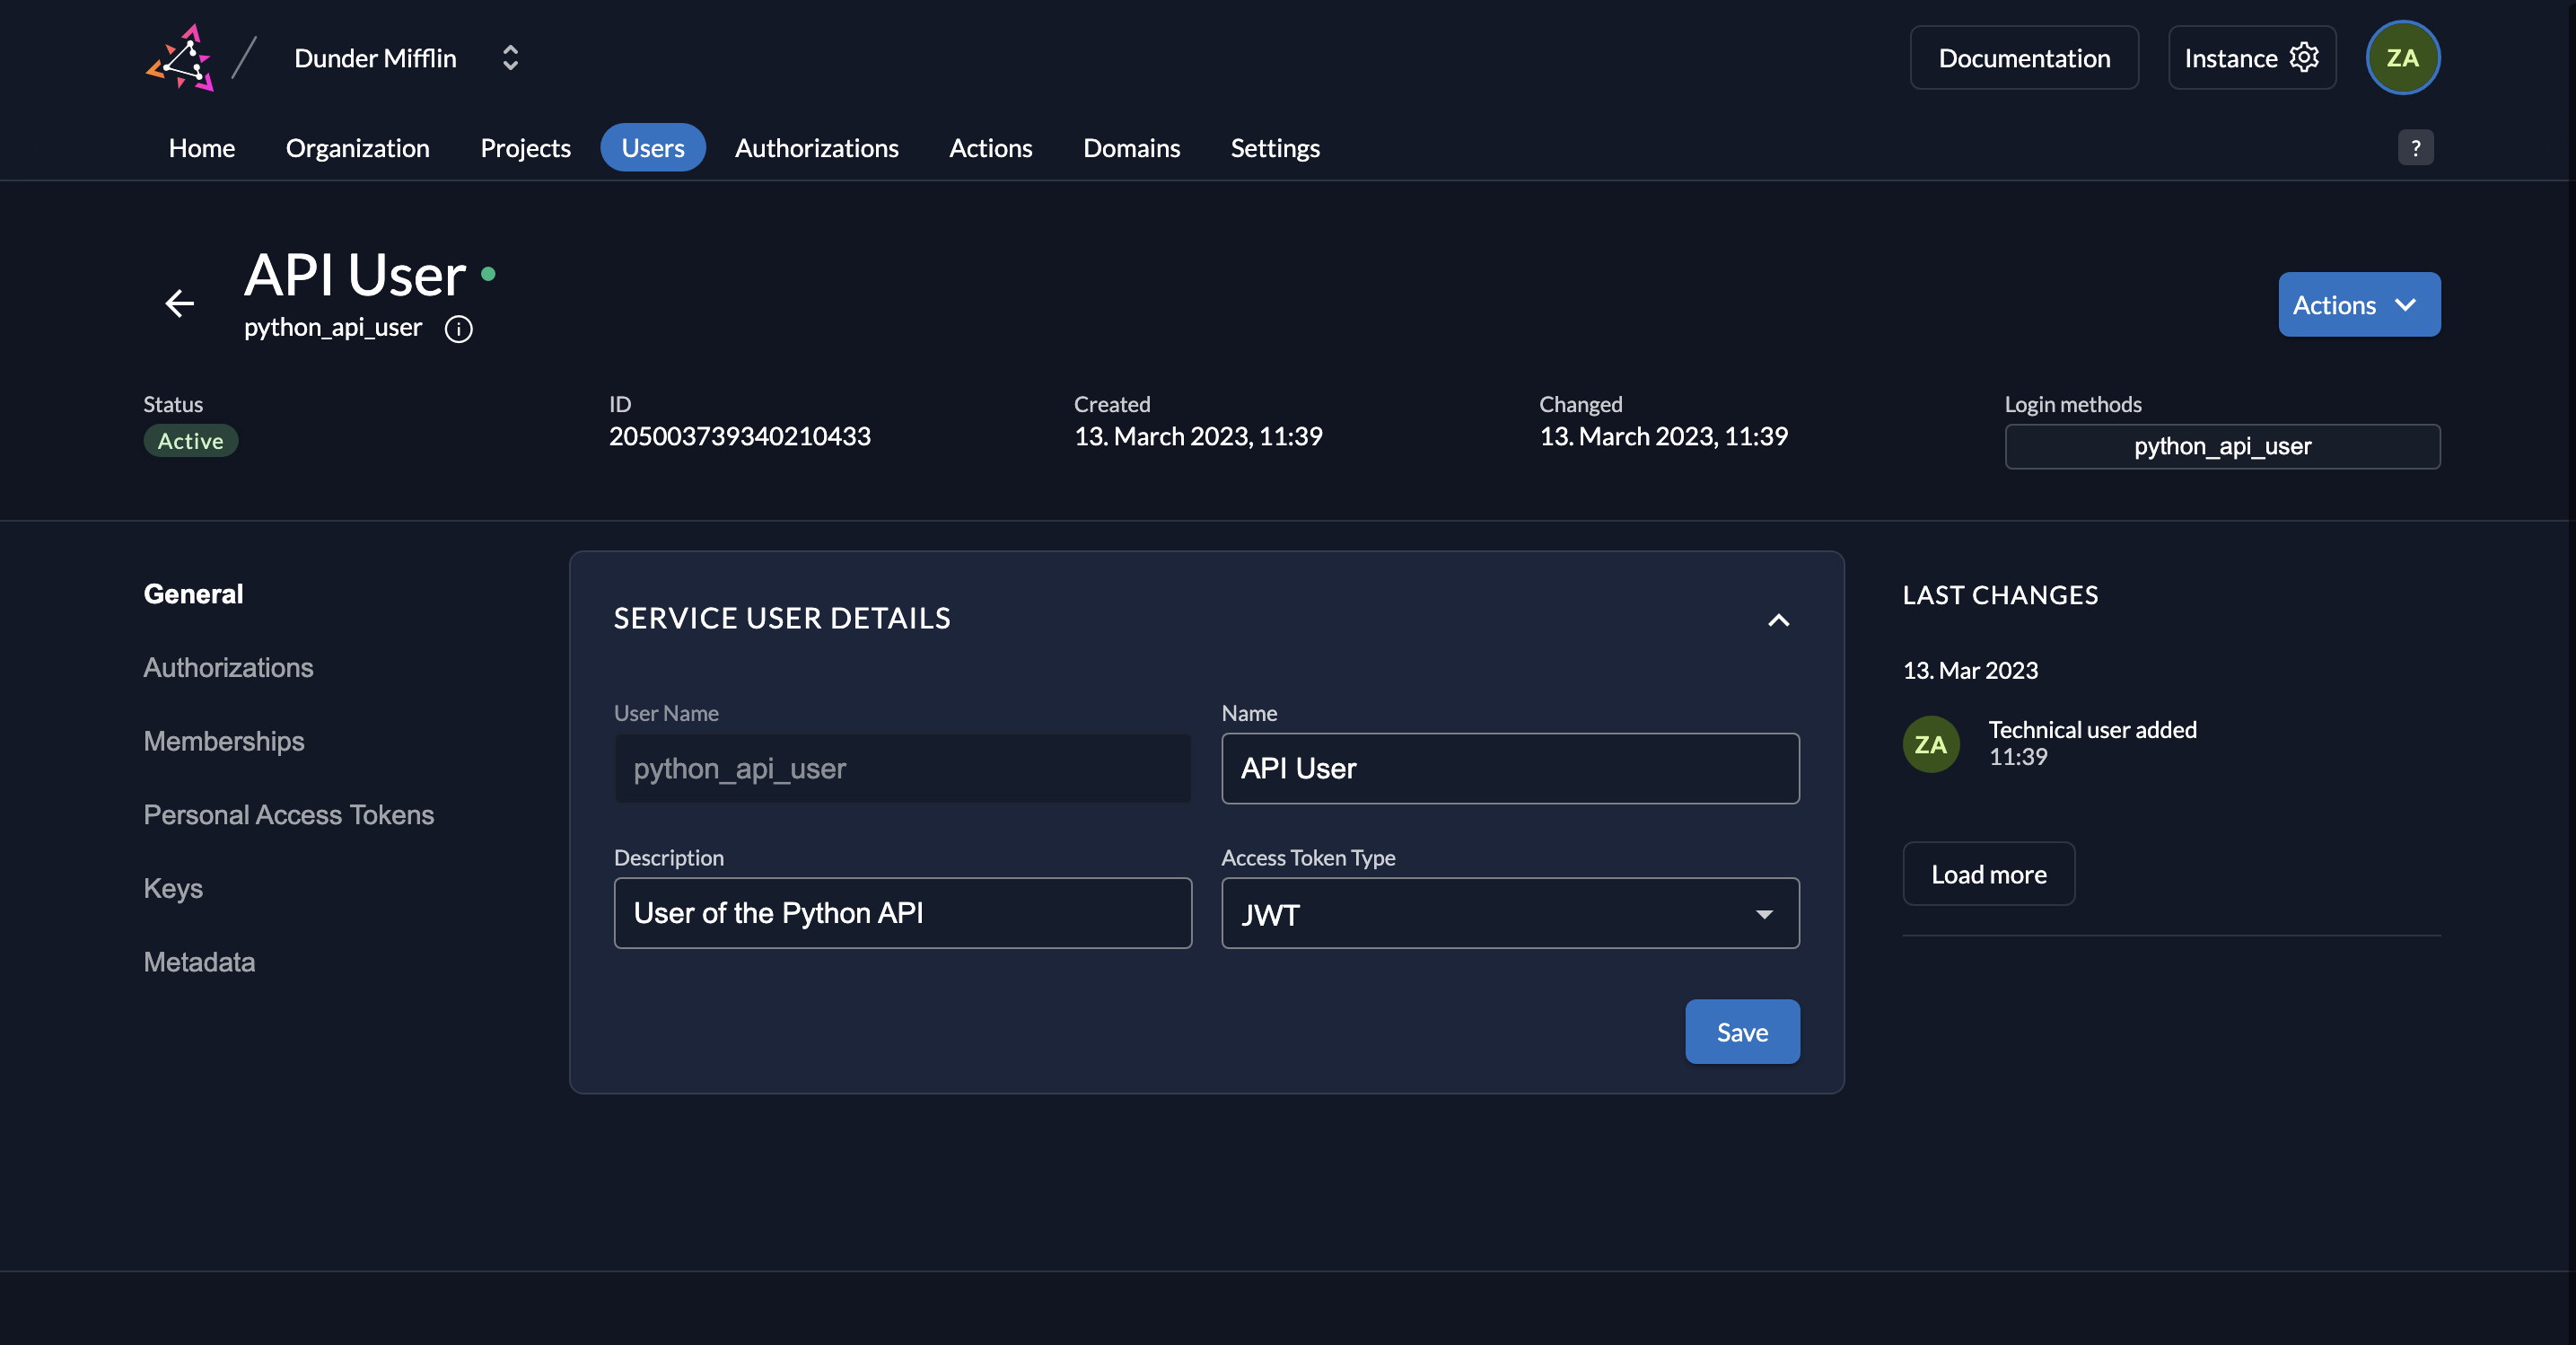 Dunder Mifflin
Documentation
Instance
ZA
Home
Organization
Projects
Users
Authorizations
Actions
Domains
Settings
?
API User
python_api_user
Actions
Status
Active
ID
205003739340210433
Created
13. March 2023, 11:39
Changed
13. March 2023, 11:39
Login methods
python_api_user
General
Authorizations
Memberships
Personal Access Tokens
Keys
Metadata
SERVICE USER DETAILS
User Name
python_api_user
Name
API User
Description
User of the Python API
Access Token Type
JWT
Save
LAST CHANGES
13. Mar 2023
ZA
Technical user added
11:39
Load more